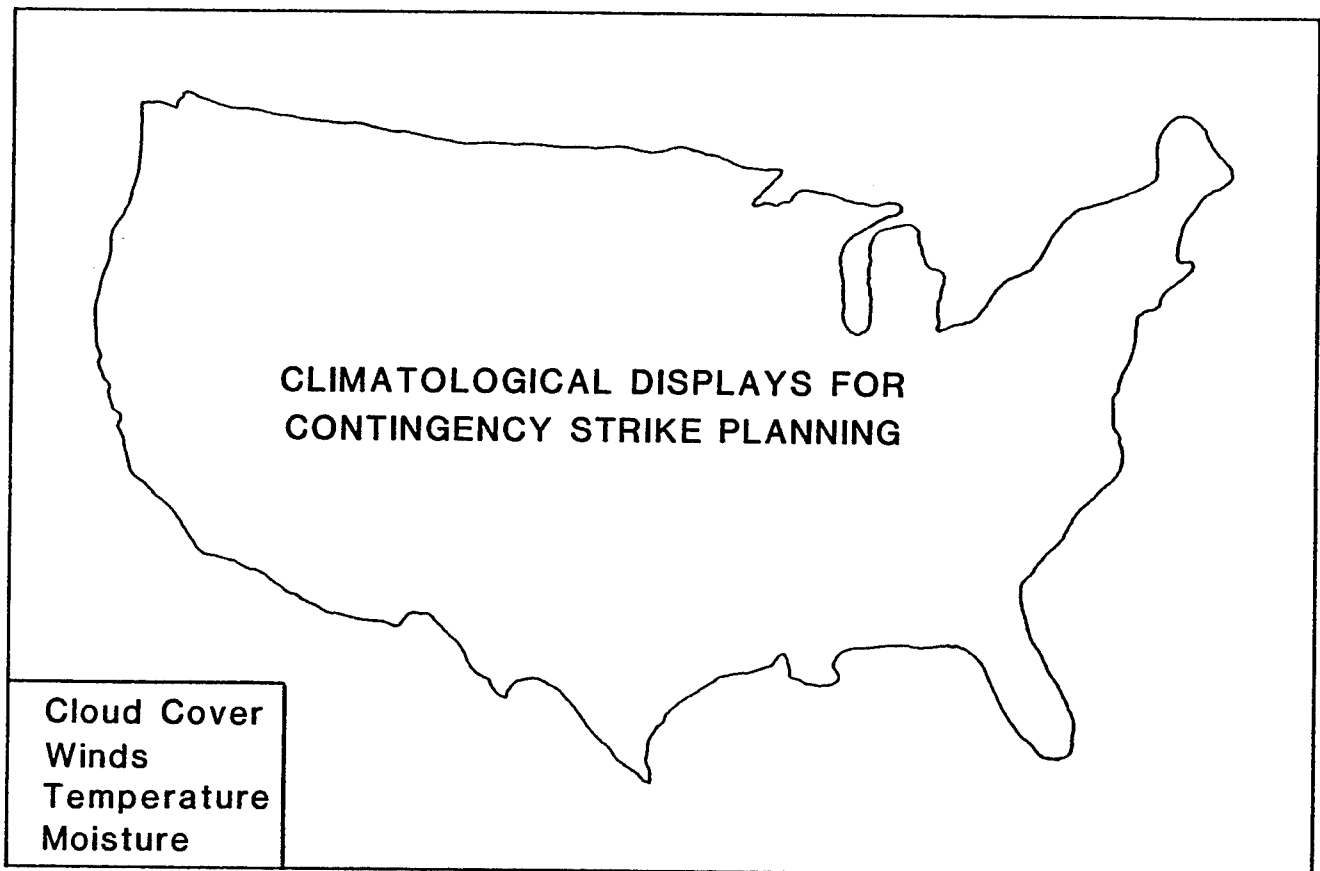 CLIMATOLOGICAL DISPLAYS FOR
CONTINGENCY STRIKE PLANNING
Cloud Cover
Winds
Temperature
Moisture